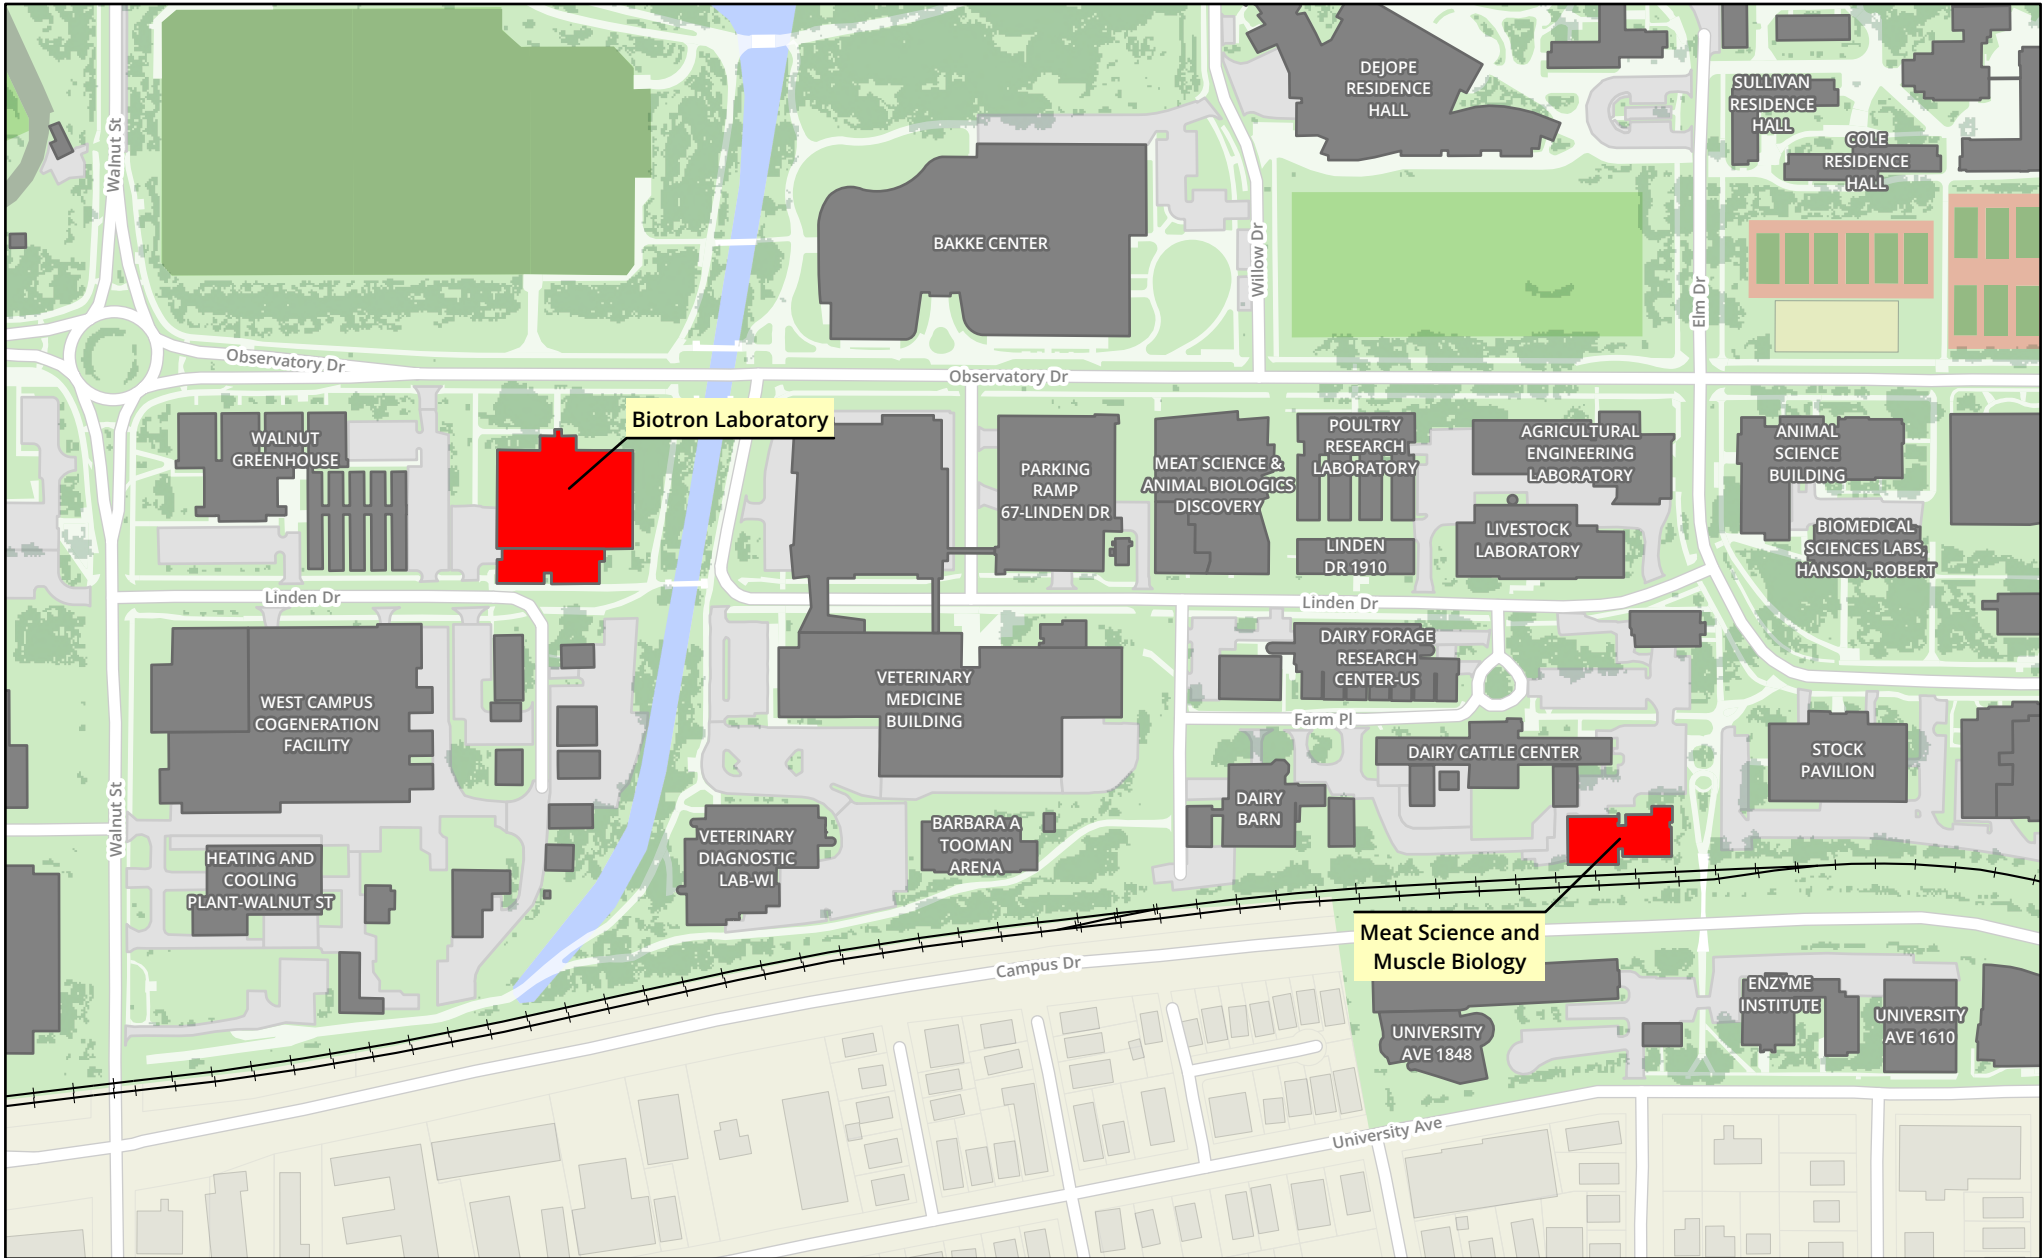 DEJOPE
RESIDENCE
HALL
SULLIVAN
RESIDENCE
HALL
COLE
RESIDENCE
HALL
Walnut St
BAKKE CENTER
Willow Dr
Elm Dr
Observatory Dr
Observatory Dr
Biotron Laboratory
WALNUT
GREENHOUSE
PARKING
RAMP
67-LINDEN DR
MEAT SCIENCE &
ANIMAL BIOLOGICS
DISCOVERY
POULTRY
RESEARCH
LABORATORY
AGRICULTURAL
ENGINEERING
LABORATORY
ANIMAL
SCIENCE
BUILDING
LINDEN
DR 1910
LIVESTOCK
LABORATORY
BIOMEDICAL
SCIENCES LABS,
HANSON, ROBERT
Linden Dr
Linden Dr
WEST CAMPUS
COGENERATION
FACILITY
VETERINARY
MEDICINE
BUILDING
DAIRY FORAGE
RESEARCH
CENTER-US
Farm Pl
DAIRY CATTLE CENTER
STOCK
PAVILION
Walnut St
DAIRY
BARN
VETERINARY
DIAGNOSTIC
LAB-WI
BARBARA A
TOOMAN
ARENA
HEATING AND
COOLING
PLANT-WALNUT ST
Meat Science and
Muscle Biology
Campus Dr
ENZYME
INSTITUTE
UNIVERSITY
AVE 1848
UNIVERSITY
AVE 1610
University Ave